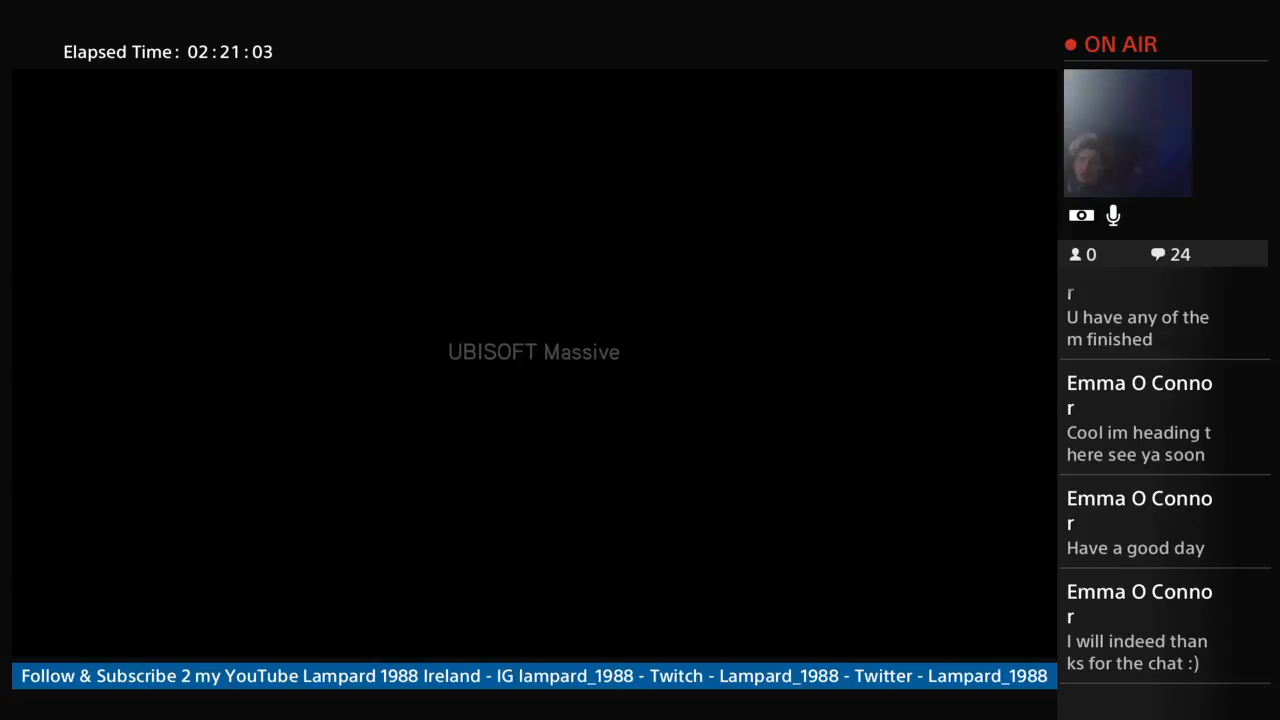 Elapsed Time: 02:21:03
ON AIR
0 24
r
U have any of the
m finished
Emma O Conno
r
Cool im heading t
here see ya soon
Emma O Conno
r
Have a good day
Emma O Conno
r
I will indeed than
ks for the chat :)
UBISOFT Massive
Follow & Subscribe 2 my YouTube Lampard 1988 Ireland - IG lampard_1988 - Twitch - Lampard_1988 - Twitter - Lampard_1988